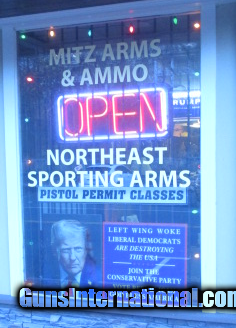 MITZ ARMS
& AMMO
OPEN
TRUMP
NORTHEAST
SPORTING ARMS
PISTOL PERMIT CLASSES
LEFT WING WOKE
LIBERAL DEMOCRATS
ARE DESTROYING
THE USA
JOIN THE
CONSERVATIVE PARTY
GunsInternational.com